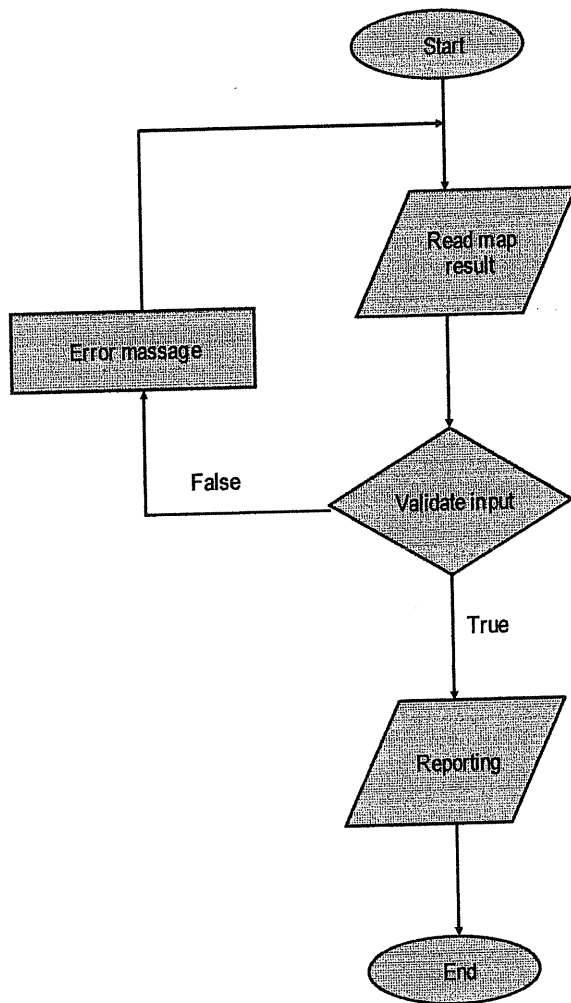 Start
Read map
result
Error massage
False
Validate input
True
Reporting
End